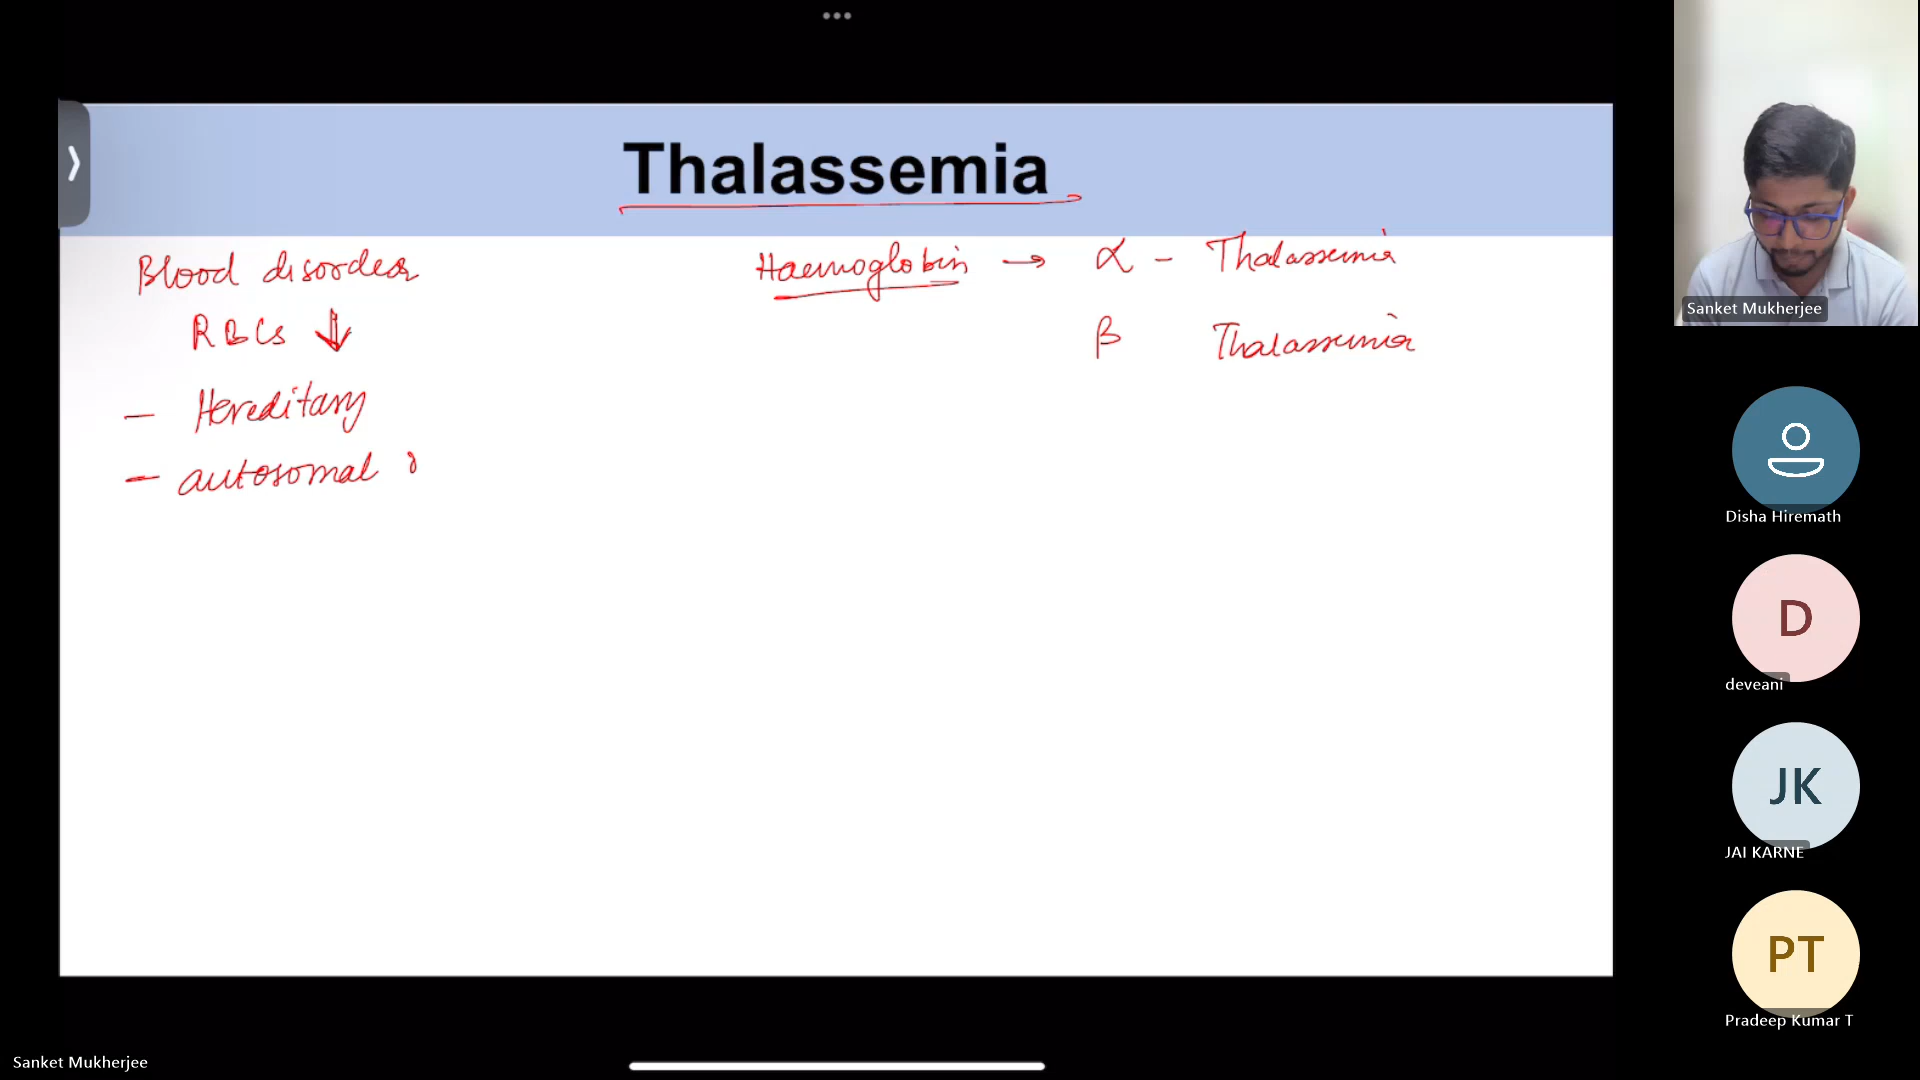 Thalassemia
Blood disorder
RBCs ↓
- Hereditary
- autosomal r
Haemoglobin → α - Thalassemia
β Thalassemia
Sanket Mukherjee
Disha Hiremath
D
deveani
JK
JAI KARNE
PT
Pradeep Kumar T
Sanket Mukherjee